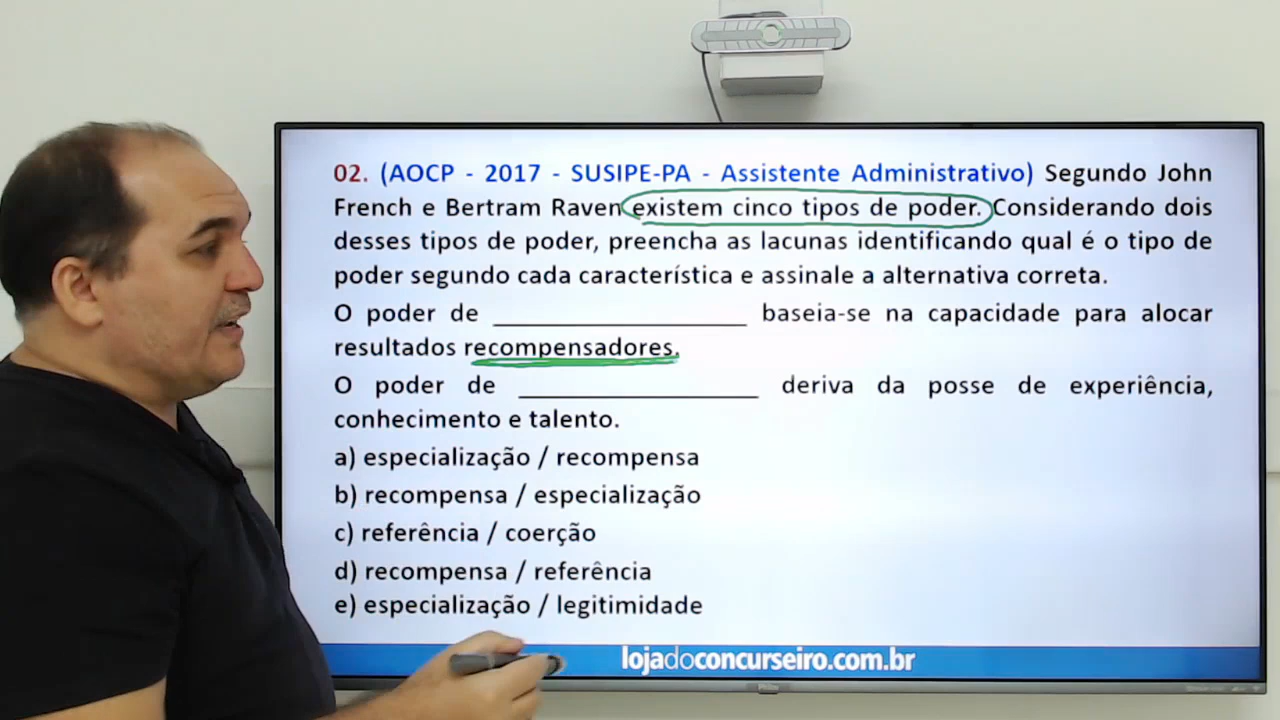 02. (AOCP - 2017 - SUSIPE-PA - Assistente Administrativo) Segundo John
French e Bertram Raven existem cinco tipos de poder. Considerando dois
desses tipos de poder, preencha as lacunas identificando qual é o tipo de
poder segundo cada característica e assinale a alternativa correta.
O poder de ____________________ baseia-se na capacidade para alocar
resultados recompensadores.
O poder de ___________________ deriva da posse de experiência,
conhecimento e talento.
a) especialização / recompensa
b) recompensa / especialização
c) referência / coerção
d) recompensa / referência
e) especialização / legitimidade
lojadoconcurseiro.com.br